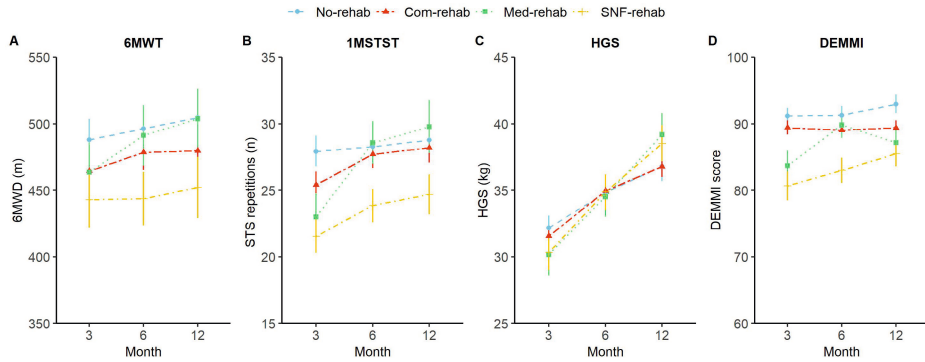 No-rehab Com-rehab Med-rehab SNF-rehab
A 6MWT
550
500
450
400
350
6MWD (m)
3 6 12
Month
B 1MSTST
35
30
25
20
15
STS repetitions (n)
3 6 12
Month
C HGS
45
40
35
30
25
HGS (kg)
3 6 12
Month
D DEMMI
100
90
80
70
60
DEMMI score
3 6 12
Month